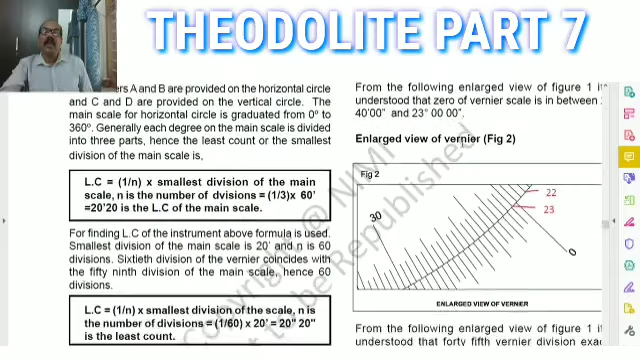 THEODOLITE PART 7
ers A and B are provided on the horizontal circle
and C and D are provided on the vertical circle. The
main scale for horizontal circle is graduated from 0º to
360º. Generally each degree on the main scale is divided
into three parts, hence the least count or the smallest
division of the main scale is,
L.C = (1/n) x smallest division of the main
scale, n is the number of divisions = (1/3)x 60'
=20'20 is the L.C of the main scale.
For finding L.C of the instrument above formula is used.
Smallest division of the main scale is 20' and n is 60
divisions. Sixtieth division of the vernier coincides with
the fifty ninth division of the main scale, hence 60
divisions.
L.C = (1/n) x smallest division of the scale, n is
the number of divisions = (1/60) x 20' = 20" 20"
is the least count.
From the following enlarged view of figure 1 it
understood that zero of vernier scale is in between
40'00" and 23° 00' 00".
Enlarged view of vernier (Fig 2)
Fig 2
22
23
30
0
ENLARGED VIEW OF VERNIER
From the following enlarged view of figure 1 it
understood that forty fifth vernier division exac
Copyright @ NIMI
be Republished